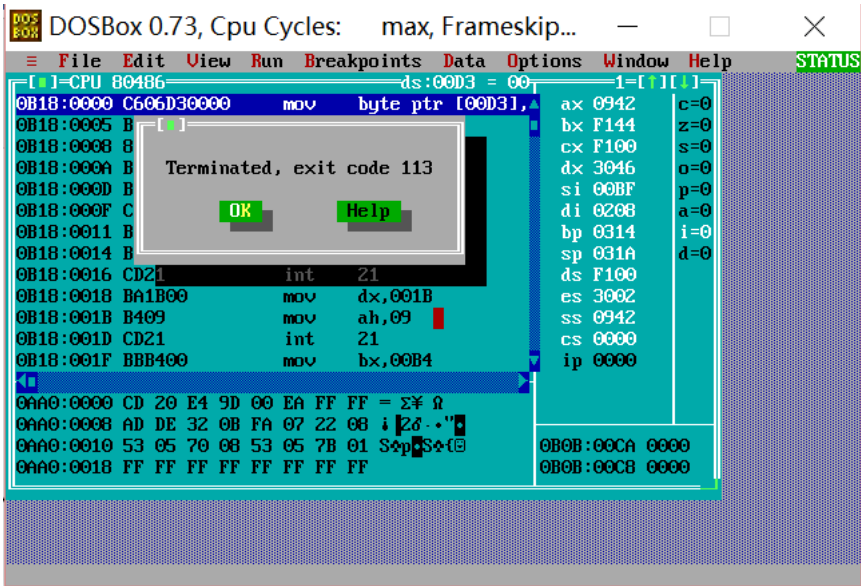 DOSBox 0.73, Cpu Cycles: max, Frameskip...
≡ File Edit View Run Breakpoints Data Options Window Help STATUS
[■]=CPU 80486 ds:00D3 = 00 1=[↑][↓]
0B18:0000 C606D30000 mov byte ptr [00D3], ax 0942 c=0
0B18:0005 B bx F144 z=0
0B18:0008 8 cx F100 s=0
0B18:000A B dx 3046 o=0
0B18:000D B si 00BF p=0
0B18:000F C di 0208 a=0
0B18:0011 B bp 0314 i=0
0B18:0014 B sp 031A d=0
[■]
Terminated, exit code 113
OK Help
0B18:0016 CD21 int 21 ds F100
0B18:0018 BA1B00 mov dx,001B es 3002
0B18:001B B409 mov ah,09 ss 0942
0B18:001D CD21 int 21 cs 0000
0B18:001F BBB400 mov bx,00B4 ip 0000
0AA0:0000 CD 20 E4 9D 00 EA FF FF = Σ¥ Ω
0AA0:0008 AD DE 32 0B FA 07 22 08
0AA0:0010 53 05 70 08 53 05 7B 01 0B0B:00CA 0000
0AA0:0018 FF FF FF FF FF FF FF FF 0B0B:00C8 0000